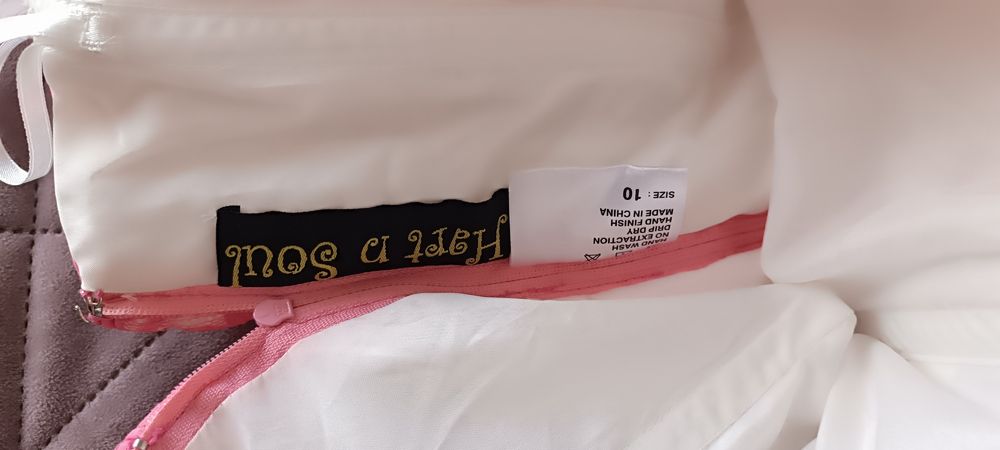 Hart n Soul
HAND WASH
NO EXTRACTION
DRIP DRY
HAND FINISH
MADE IN CHINA
SIZE : 10